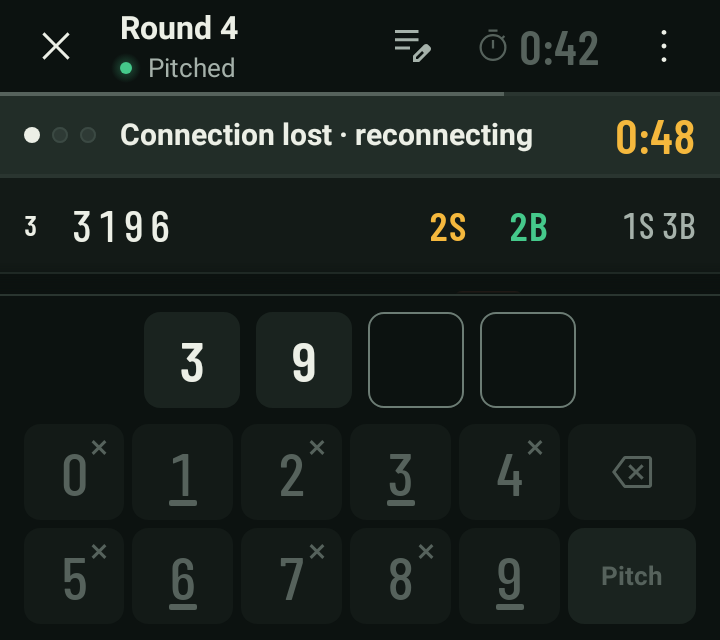 Round 4
Pitched
0:42
Connection lost · reconnecting
0:48
3 3196 2S 2B 1S 3B
3 9
0 1 2 3 4
5 6 7 8 9 Pitch